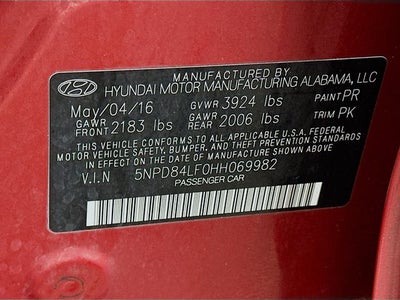 MANUFACTURED BY
HYUNDAI MOTOR MANUFACTURING ALABAMA, LLC
May/04/16 GVWR 3924 lbs PAINT PR
GAWR FRONT 2183 lbs GAWR REAR 2006 lbs TRIM PK
THIS VEHICLE CONFORMS TO ALL APPLICABLE U.S.A FEDERAL
MOTOR VEHICLE SAFETY, BUMPER, AND THEFT PREVENTION STANDARDS
IN EFFECT ON THE DATE OF MANUFACTURE SHOWN ABOVE.
V.I.N 5NPD84LF0HH069982
PASSENGER CAR